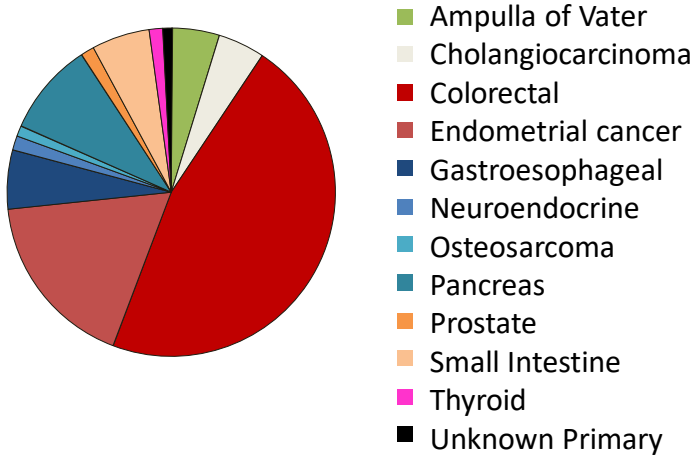 Ampulla of Vater
Cholangiocarcinoma
Colorectal
Endometrial cancer
Gastroesophageal
Neuroendocrine
Osteosarcoma
Pancreas
Prostate
Small Intestine
Thyroid
Unknown Primary